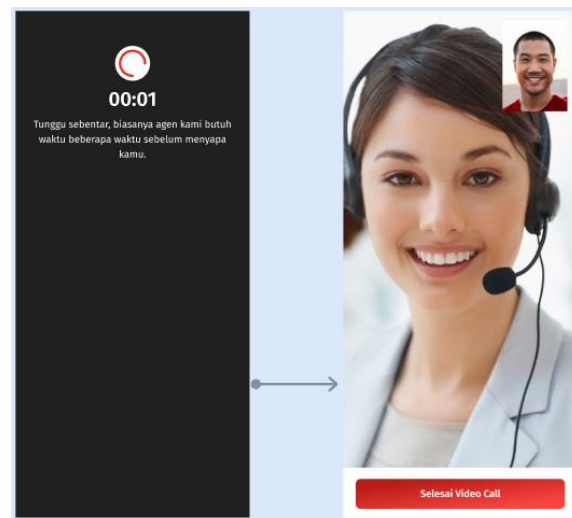 00:01
Tunggu sebentar, biasanya agen kami butuh
waktu beberapa waktu sebelum menyapa
kamu.
Selesai Video Call